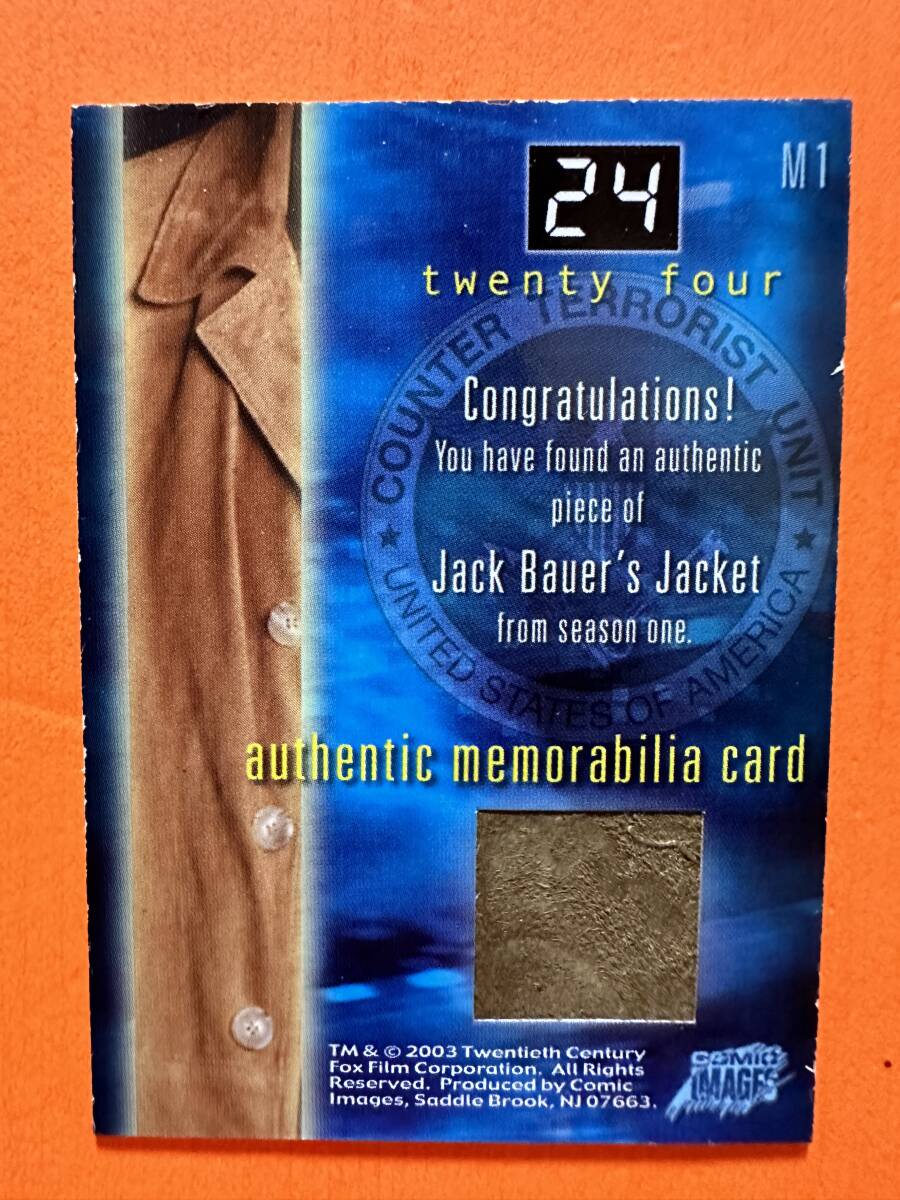 M1
24
twenty four
COUNTER TERRORIST UNIT
UNITED STATES OF AMERICA
Congratulations!
You have found an authentic
piece of
Jack Bauer's Jacket
from season one.
authentic memorabilia card
TM & © 2003 Twentieth Century
Fox Film Corporation. All Rights
Reserved. Produced by Comic
Images, Saddle Brook, NJ 07663.
COMIC
IMAGES